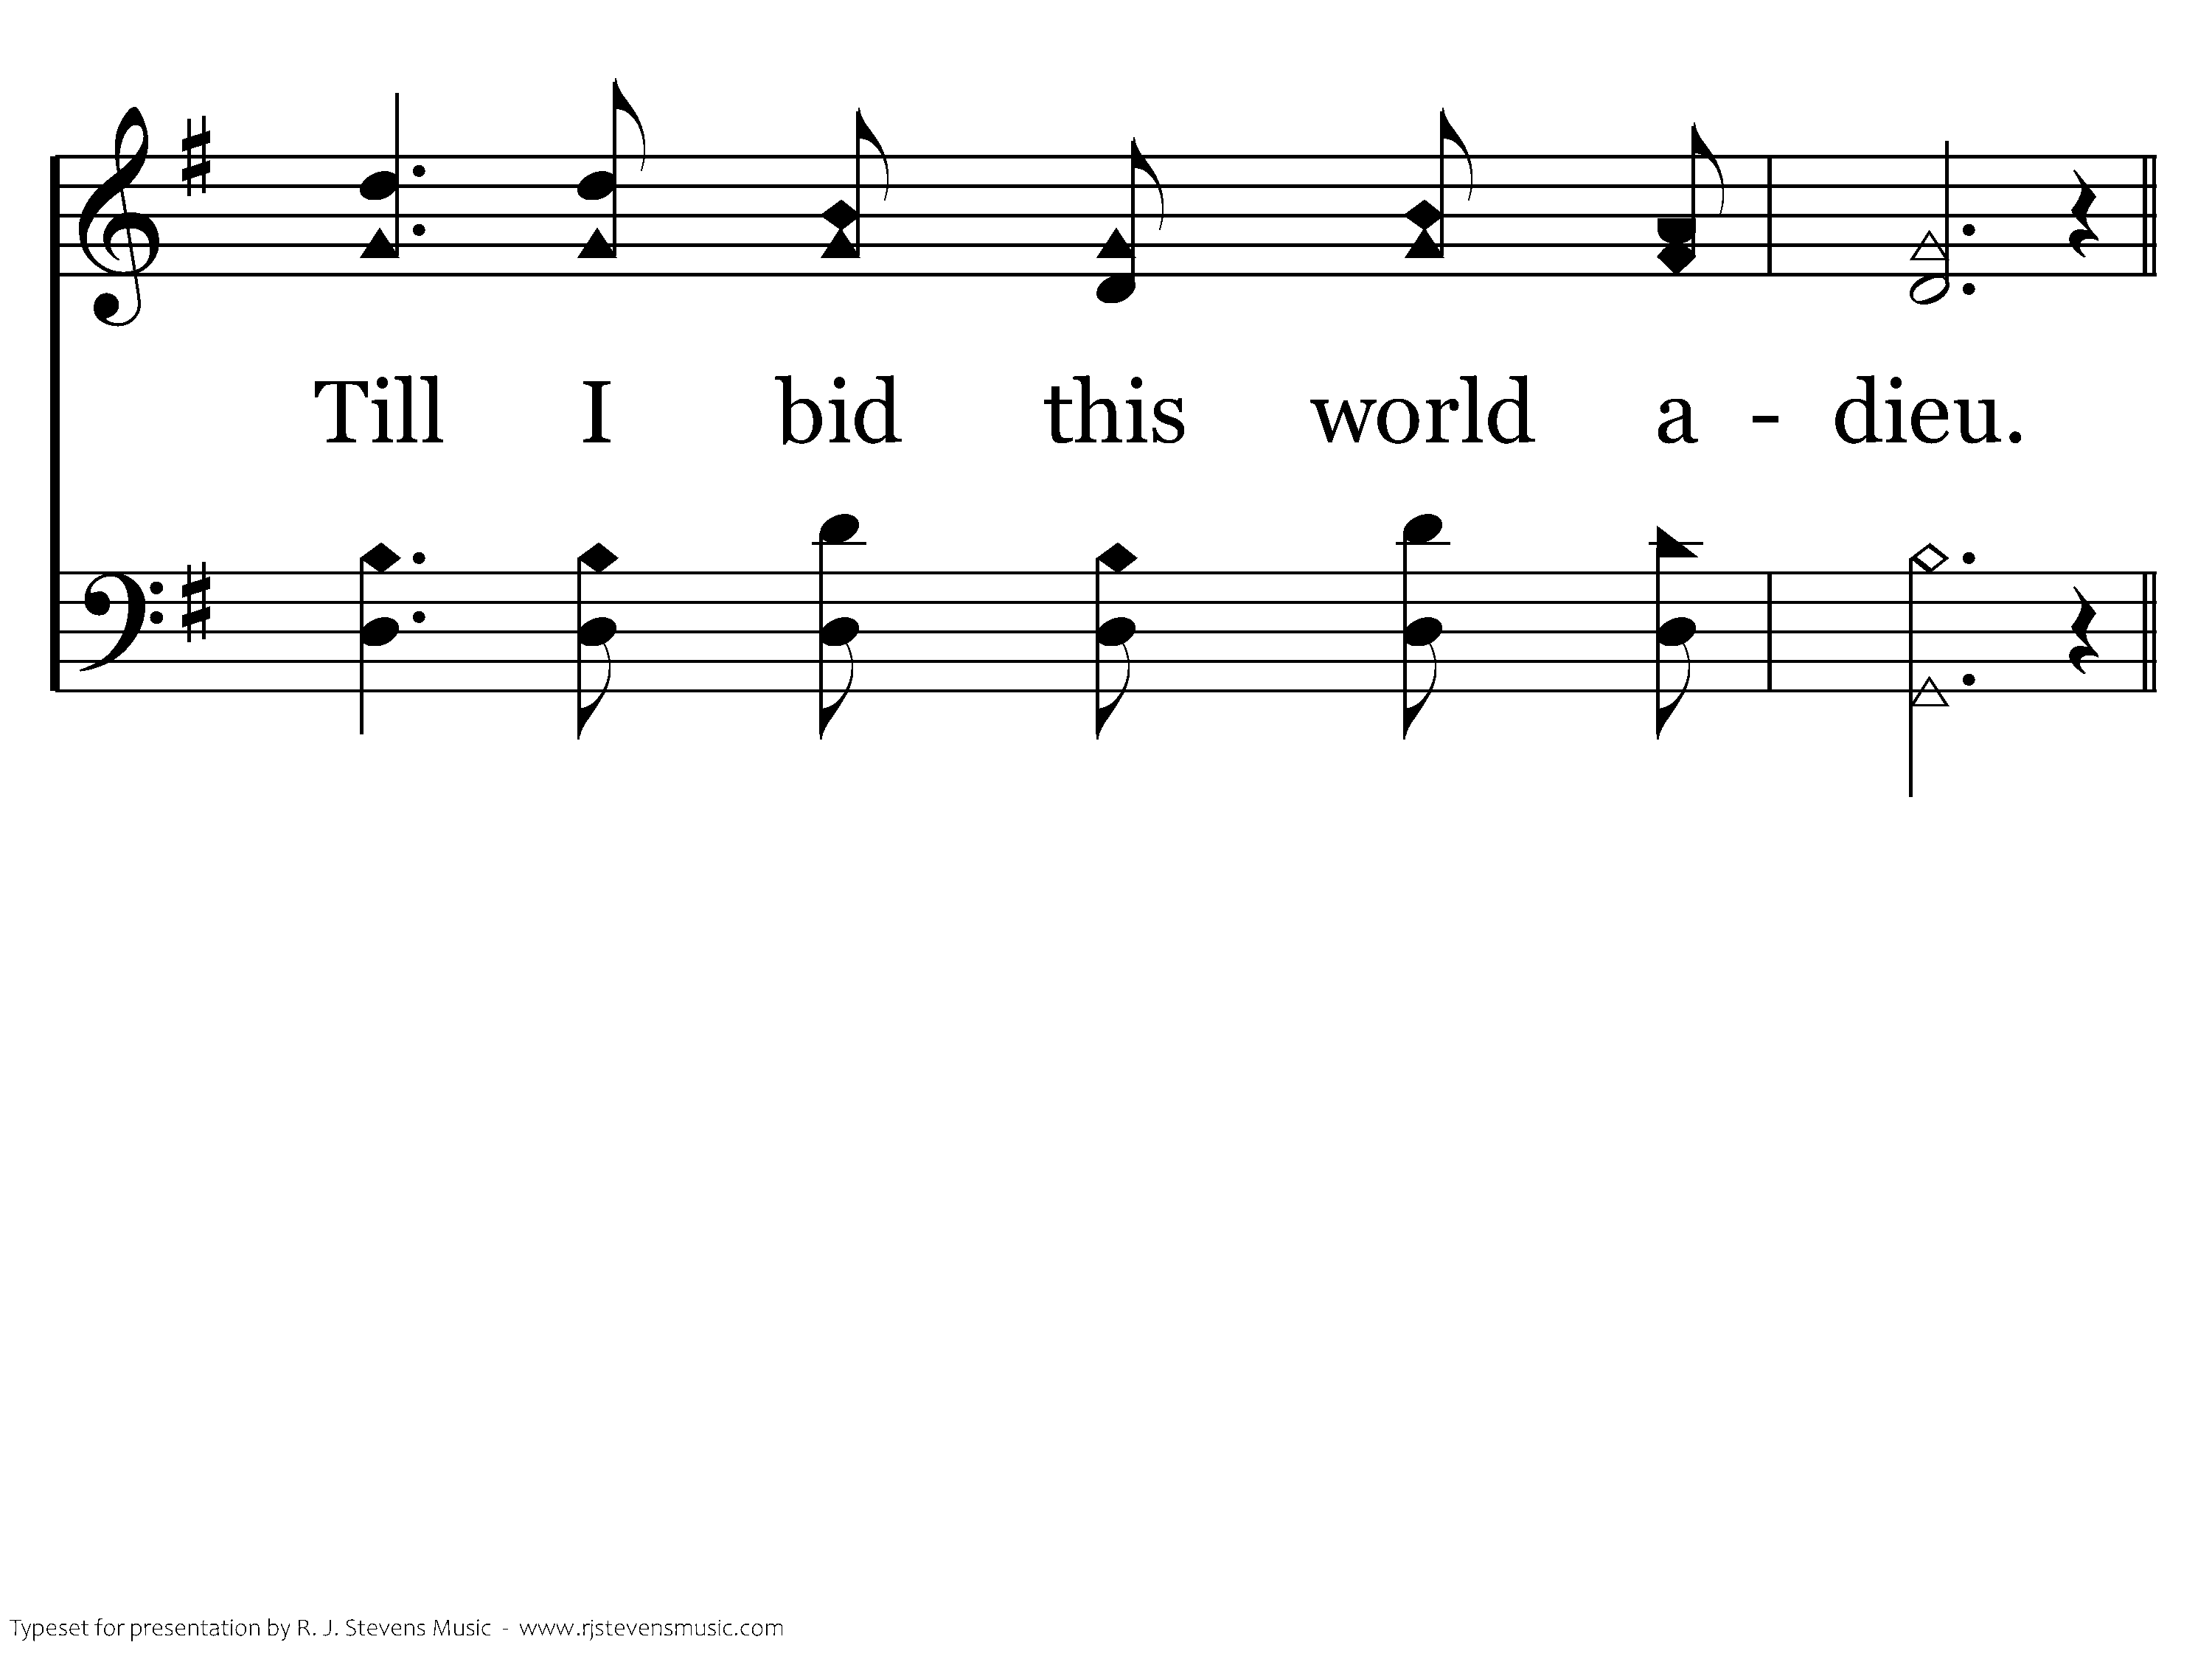 Till I bid this world a - dieu.
Typeset for presentation by R. J. Stevens Music - www.rjstevensmusic.com